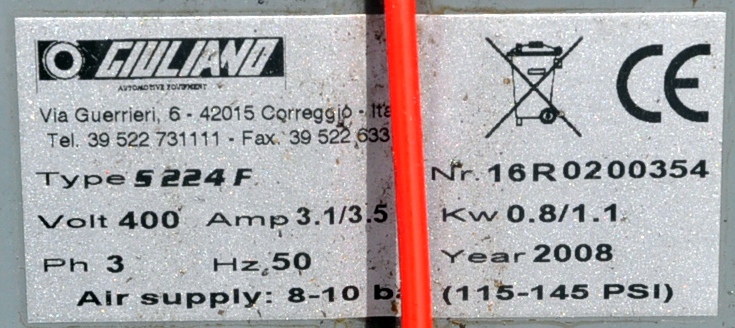 GIULIANO
AUTOMOTIVE EQUIPMENT
Via Guerrieri, 6 - 42015 Correggio -
Tel. 39 522 731111 - Fax. 39 522 633
CE
Type S 224 F Nr. 16R0200354
Volt 400 Amp 3.1/3.5 Kw 0.8/1.1
Ph 3 Hz 50 Year 2008
Air supply: 8-10 (115-145 PSI)